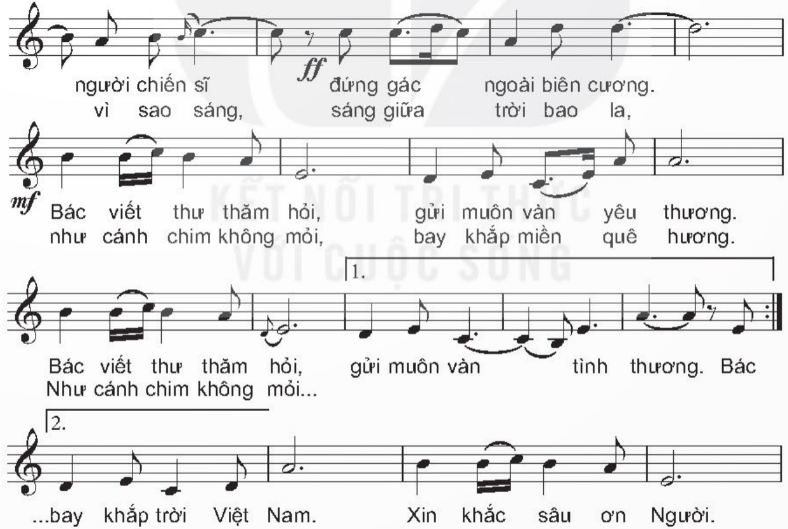 ff
người chiến sĩ đứng gác ngoài biên cương.
vì sao sáng, sáng giữa trời bao la,
mf
Bác viết thư thăm hỏi, gửi muôn vàn yêu thương.
như cánh chim không mỏi, bay khắp miền quê hương.
KẾT NỐI TRI THỨC
VỚI CUỘC SỐNG
1.
Bác viết thư thăm hỏi, gửi muôn vàn tình thương. Bác
Như cánh chim không mỏi...
2.
...bay khắp trời Việt Nam. Xin khắc sâu ơn Người.